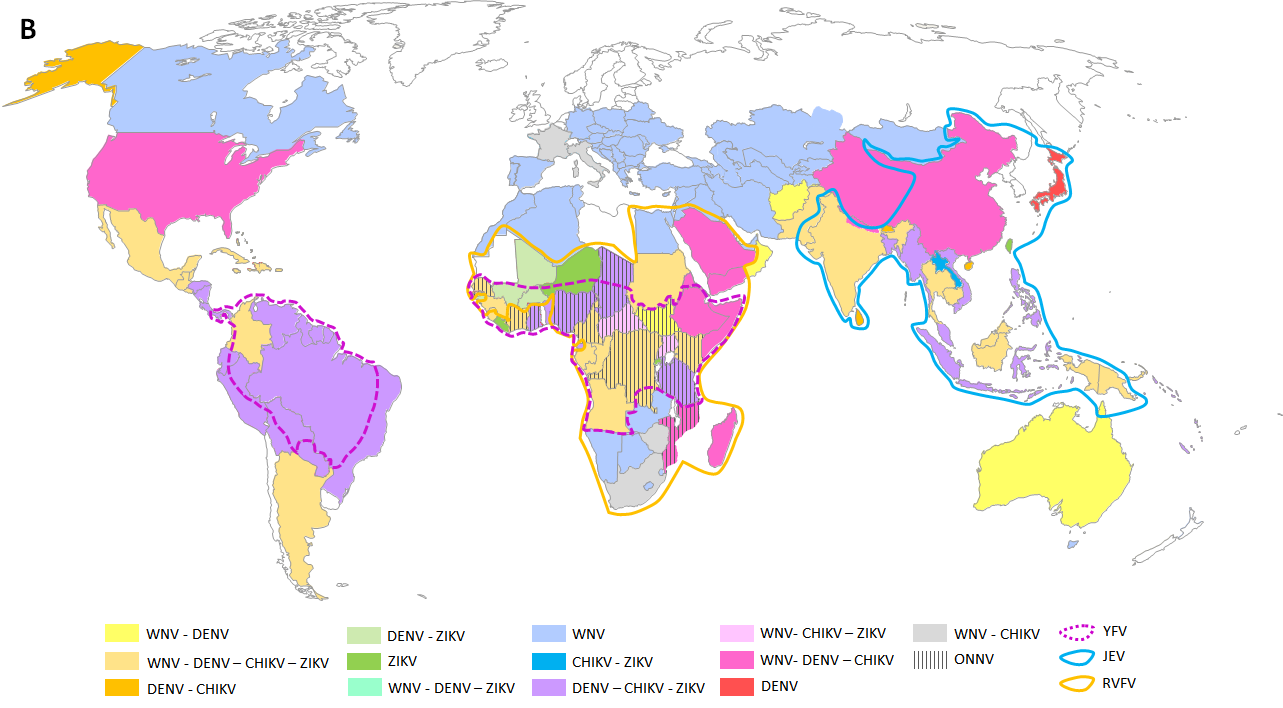 B
WNV - DENV
DENV - ZIKV
WNV
WNV- CHIKV – ZIKV
WNV - CHIKV
YFV
WNV - DENV – CHIKV – ZIKV
ZIKV
CHIKV - ZIKV
WNV- DENV – CHIKV
ONNV
JEV
DENV - CHIKV
WNV - DENV – ZIKV
DENV – CHIKV - ZIKV
DENV
RVFV